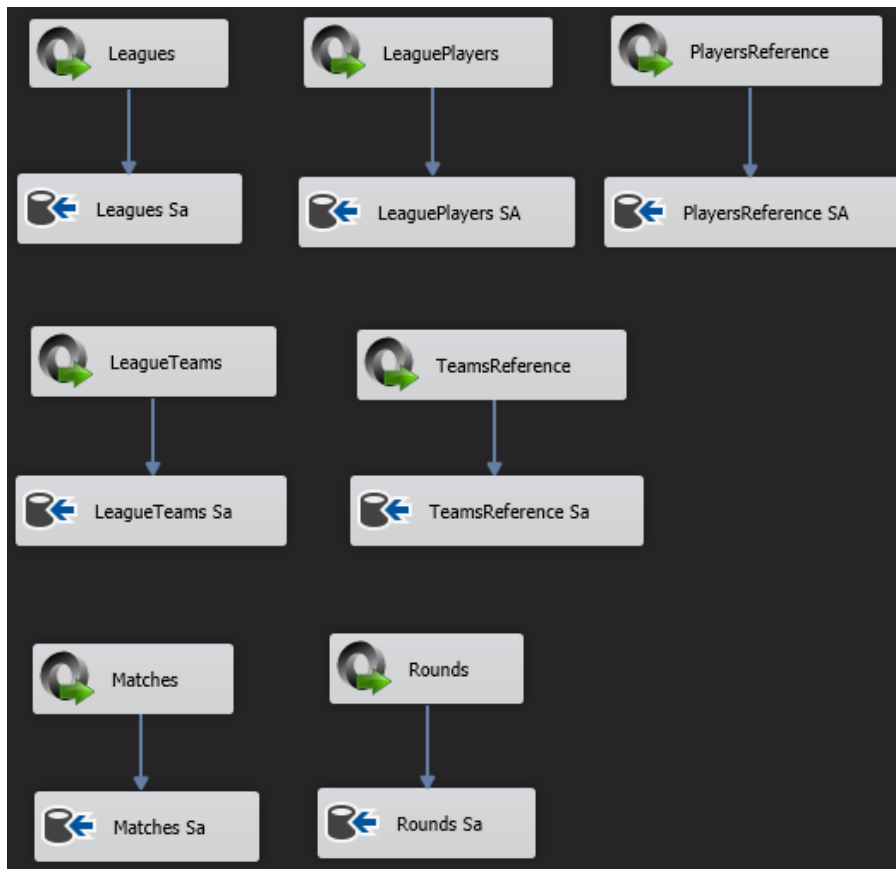 Leagues
LeaguePlayers
PlayersReference
Leagues Sa
LeaguePlayers SA
PlayersReference SA
LeagueTeams
TeamsReference
LeagueTeams Sa
TeamsReference Sa
Matches
Rounds
Matches Sa
Rounds Sa